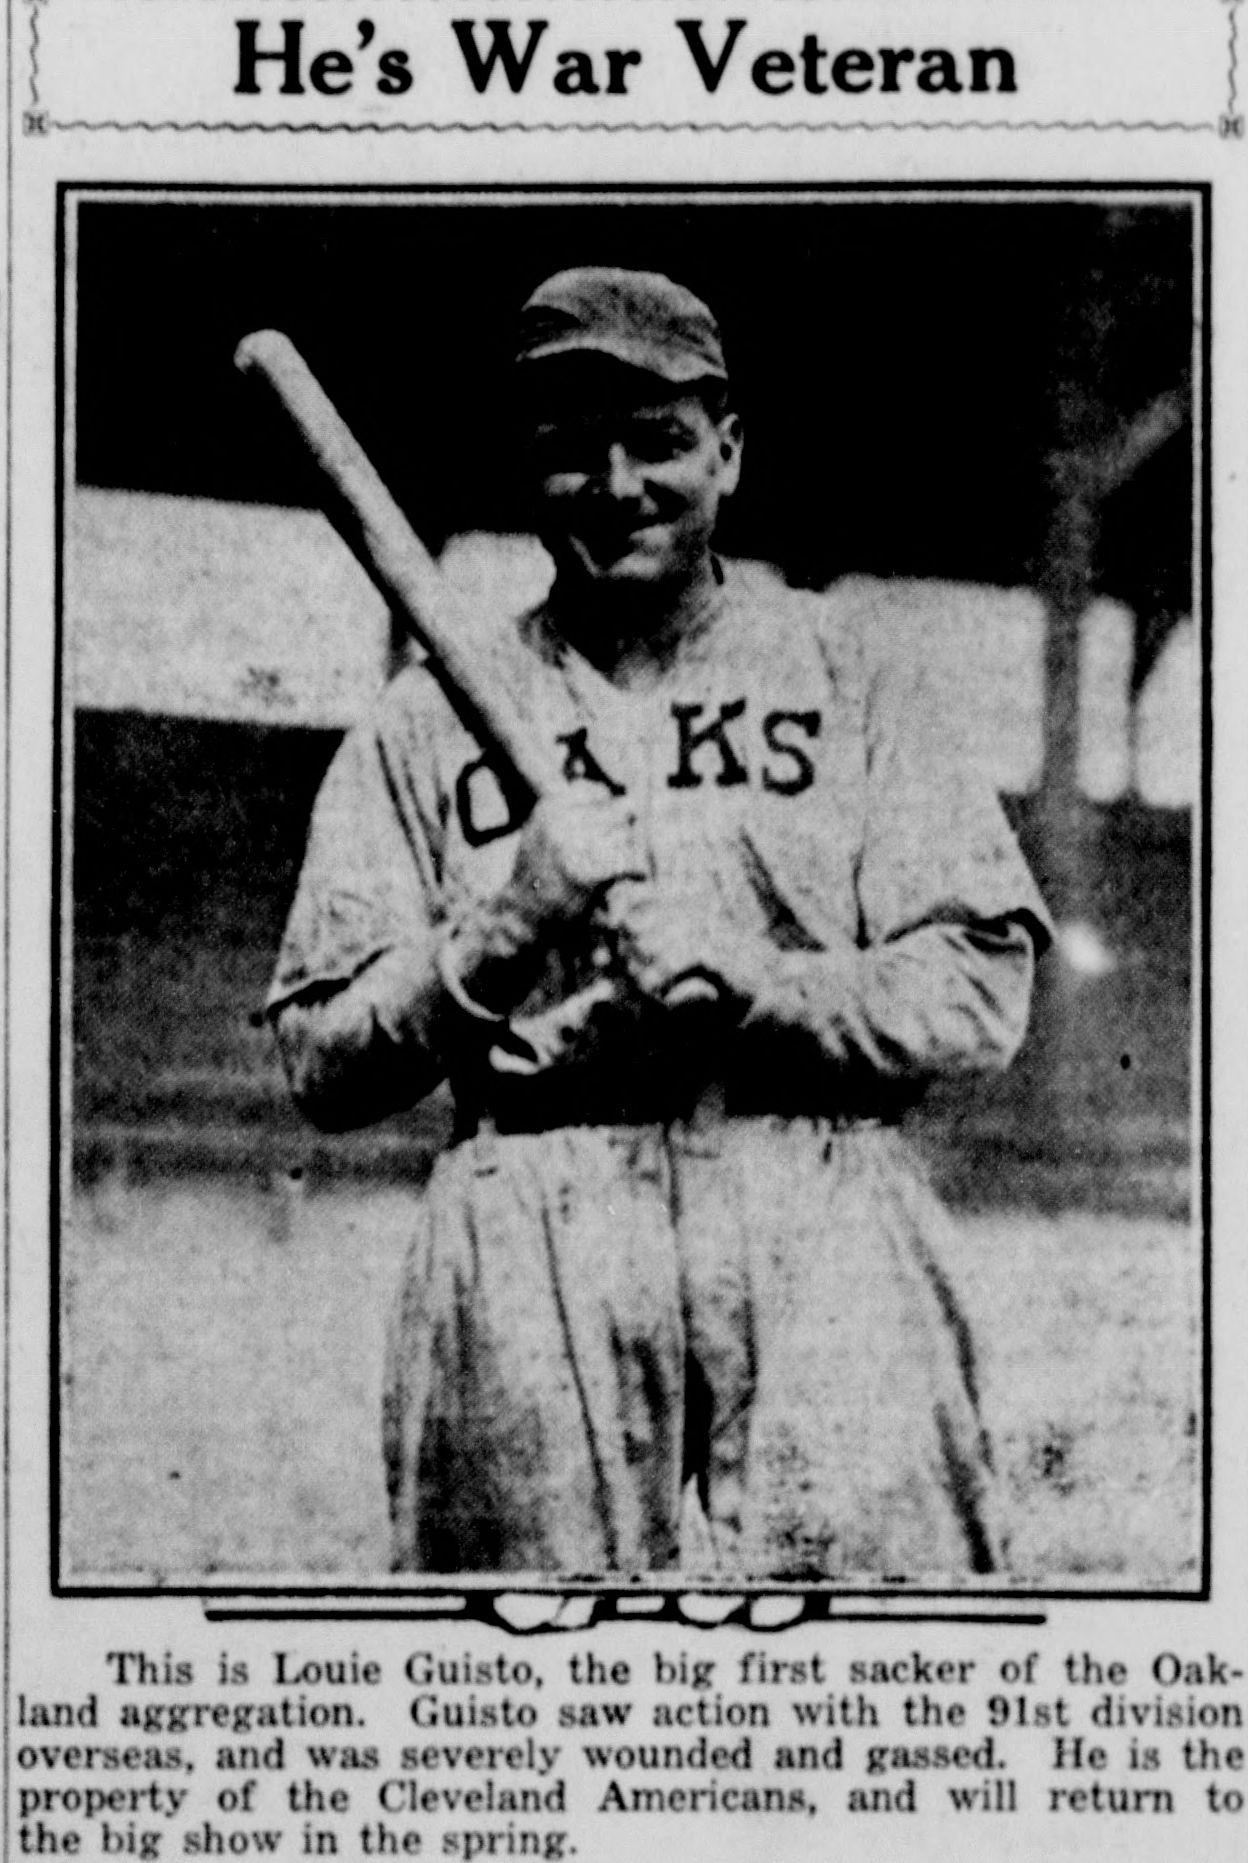 He's War Veteran
OAKS
This is Louie Guisto, the big first sacker of the Oak-
land aggregation. Guisto saw action with the 91st division
overseas, and was severely wounded and gassed. He is the
property of the Cleveland Americans, and will return to
the big show in the spring.